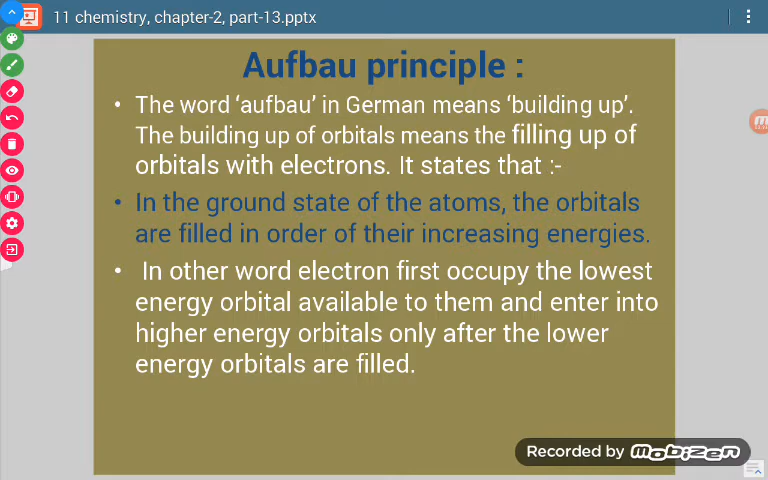 11 chemistry, chapter-2, part-13.pptx
Aufbau principle :
• The word ‘aufbau’ in German means ‘building up’.
The building up of orbitals means the filling up of
orbitals with electrons. It states that :-
• In the ground state of the atoms, the orbitals
are filled in order of their increasing energies.
• In other word electron first occupy the lowest
energy orbital available to them and enter into
higher energy orbitals only after the lower
energy orbitals are filled.
Recorded by mobizen